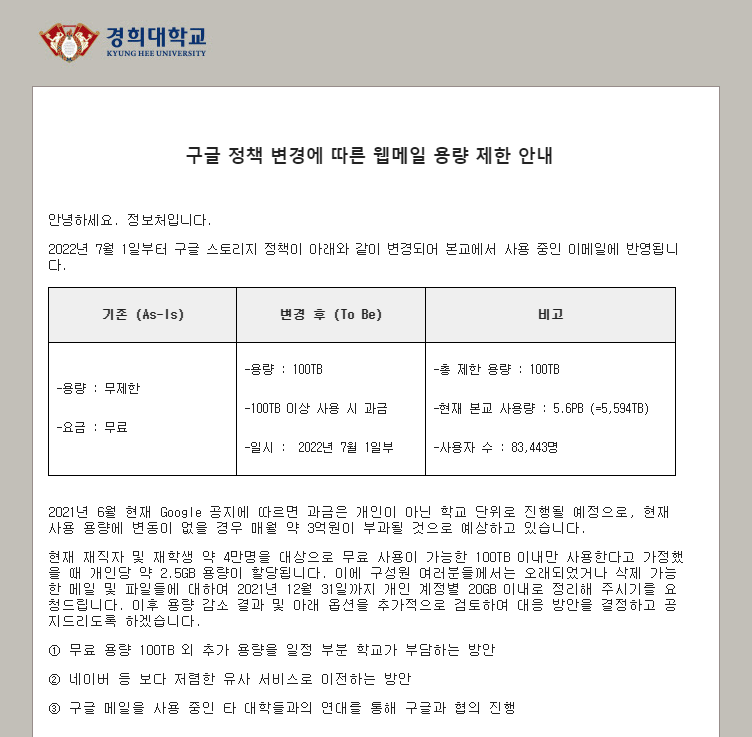 경희대학교
KYUNG HEE UNIVERSITY
구글 정책 변경에 따른 웹메일 용량 제한 안내
안녕하세요. 정보처입니다.
2022년 7월 1일부터 구글 스토리지 정책이 아래와 같이 변경되어 본교에서 사용 중인 이메일에 반영됩니
다.
기존 (As-Is)
변경 후 (To Be)
비고
-용량 : 무제한
-요금 : 무료
-용량 : 100TB
-100TB 이상 사용 시 과금
-일시 : 2022년 7월 1일부
-총 제한 용량 : 100TB
-현재 본교 사용량 : 5.6PB (=5,594TB)
-사용자 수 : 83,443명
2021년 6월 현재 Google 공지에 따르면 과금은 개인이 아닌 학교 단위로 진행될 예정으로, 현재
사용 용량에 변동이 없을 경우 매월 약 3억원이 부과될 것으로 예상하고 있습니다.
현재 재직자 및 재학생 약 4만명을 대상으로 무료 사용이 가능한 100TB 이내만 사용한다고 가정했
을 때 개인당 약 2.5GB 용량이 할당됩니다. 이에 구성원 여러분들께서는 오래되었거나 삭제 가능
한 메일 및 파일들에 대하여 2021년 12월 31일까지 개인 계정별 20GB 이내로 정리해 주시기를 요
청드립니다. 이후 용량 감소 결과 및 아래 옵션을 추가적으로 검토하여 대응 방안을 결정하고 공
지드리도록 하겠습니다.
① 무료 용량 100TB 외 추가 용량을 일정 부분 학교가 부담하는 방안
② 네이버 등 보다 저렴한 유사 서비스로 이전하는 방안
③ 구글 메일을 사용 중인 타 대학들과의 연대를 통해 구글과 협의 진행